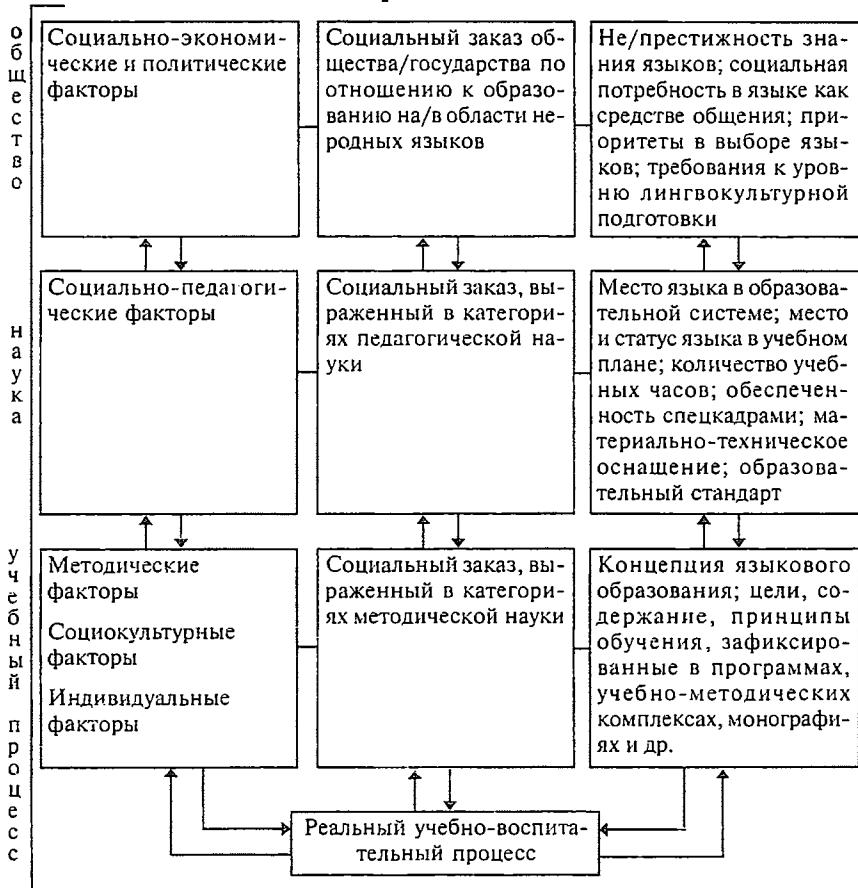 общество
Социально-экономи-
ческие и политические
факторы
Социальный заказ об-
щества/государства по
отношению к образо-
ванию на/в области не-
родных языков
Не/престижность зна-
ния языков; социальная
потребность в языке как
средстве общения; при-
оритеты в выборе язы-
ков; требования к уров-
ню лингвокультурной
подготовки
наука
Социально-педагоги-
ческие факторы
Социальный заказ, вы-
раженный в категори-
ях педагогической на-
уки
Место языка в образова-
тельной системе; место
и статус языка в учебном
плане; количество учеб-
ных часов; обеспечен-
ность спецкадрами; ма-
териально-техническое
оснащение; образова-
тельный стандарт
учебный процесс
Методические
факторы
Социокультурные
факторы
Индивидуальные
факторы
Социальный заказ, вы-
раженный в категори-
ях методической науки
Концепция языкового
образования; цели, со-
держание, принципы
обучения, зафиксиро-
ванные в программах,
учебно-методических
комплексах, монографи-
ях и др.
Реальный учебно-воспита-
тельный процесс